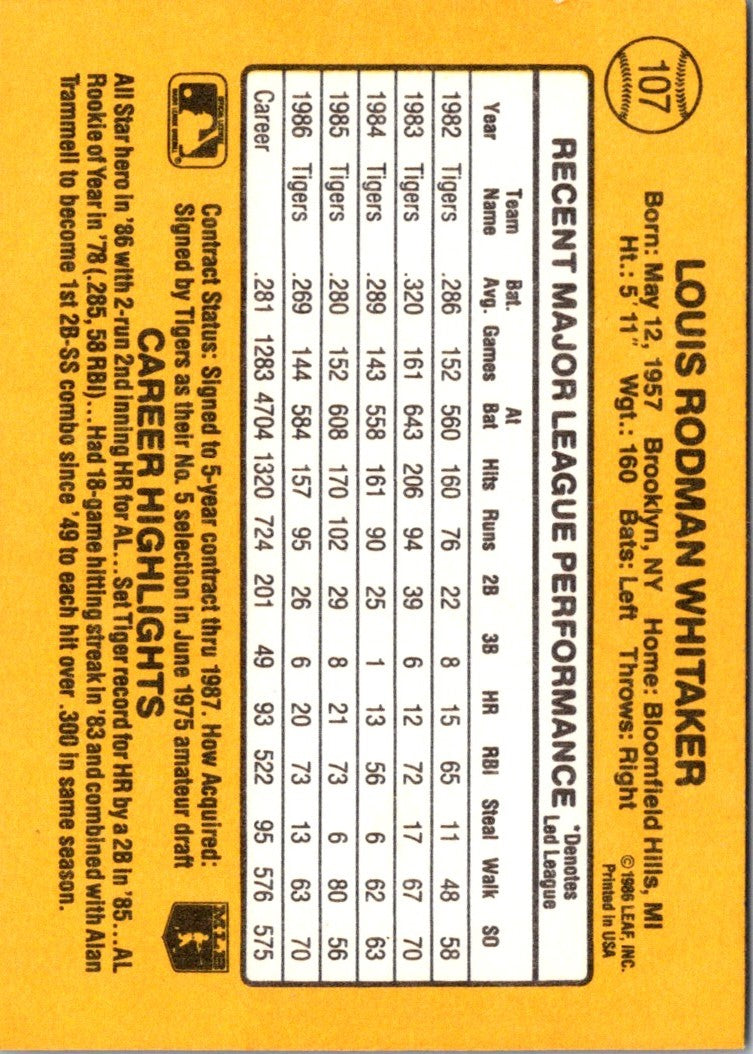 107
LOUIS RODMAN WHITAKER
Born: May 12, 1957 Brooklyn, NY Home: Bloomfield Hills, MI
Ht.: 5' 11" Wgt.: 160 Bats: Left Throws: Right
© 1986 LEAF, INC.
Printed in USA
RECENT MAJOR LEAGUE PERFORMANCE
*Denotes
Led League
Year Team Name Bat. Avg. Games At Bat Hits Runs 2B 3B HR RBI Steal Walk SO
1982 Tigers .286 152 560 160 76 22 8 15 65 11 48 58
1983 Tigers .320 161 643 206 94 39 6 12 72 17 67 70
1984 Tigers .289 143 558 161 90 25 1 13 56 6 62 63
1985 Tigers .280 152 608 170 102 29 8 21 73 6 80 56
1986 Tigers .269 144 584 157 95 26 6 20 73 13 63 70
Career .281 1283 4704 1320 724 201 49 93 522 95 576 575
Contract Status: Signed to 5-year contract thru 1987. How Acquired:
Signed by Tigers as their No. 5 selection in June 1975 amateur draft
MLB
CAREER HIGHLIGHTS
All Star hero in '86 with 2-run 2nd inning HR for AL...Set Tiger record for HR by a 2B in '85...AL
Rookie of Year in '78 (.285, 58 RBI)...Had 18-game hitting streak in '83 and combined with Alan
Trammell to become 1st 2B-SS combo since '49 to each hit over .300 in same season.